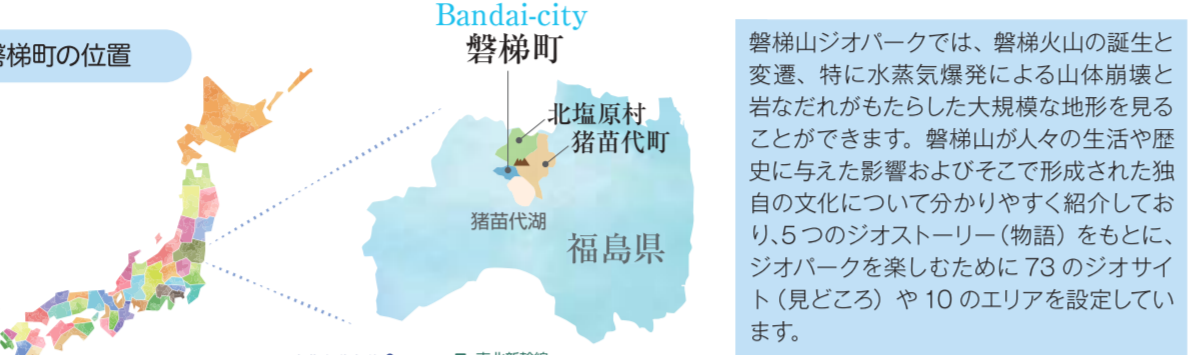 磐梯町の位置
Bandai-city
磐梯町
北塩原村
猪苗代町
猪苗代湖
福島県
磐梯山ジオパークでは、磐梯火山の誕生と
変遷、特に水蒸気爆発による山体崩壊と
岩なだれがもたらした大規模な地形を見る
ことができます。磐梯山が人々の生活や歴
史に与えた影響およびそこで形成された独
自の文化について分かりやすく紹介してお
り、5つのジオストーリー（物語）をもとに、
ジオパークを楽しむために73のジオサイ
ト（見どころ）や10のエリアを設定してい
ます。